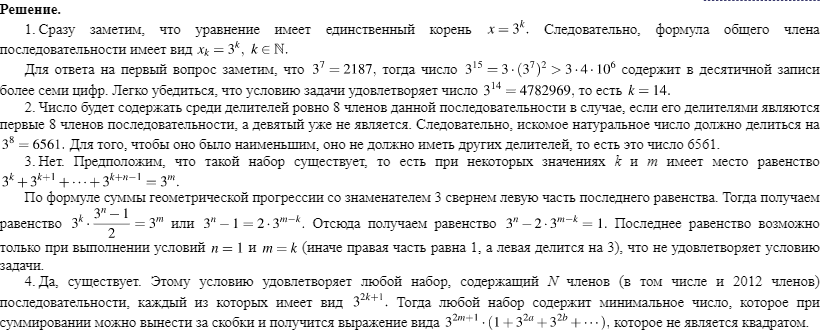 Решение.
1. Сразу заметим, что уравнение имеет единственный корень x = 3^k. Следовательно, формула общего члена
последовательности имеет вид x_k = 3^k, k ∈ ℕ.
Для ответа на первый вопрос заметим, что 3^7 = 2187, тогда число 3^15 = 3 · (3^7)^2 > 3 · 4 · 10^6 содержит в десятичной записи
более семи цифр. Легко убедиться, что условию задачи удовлетворяет число 3^14 = 4782969, то есть k = 14.
2. Число будет содержать среди делителей ровно 8 членов данной последовательности в случае, если его делителями являются
первые 8 членов последовательности, а девятый уже не является. Следовательно, искомое натуральное число должно делиться на
3^8 = 6561. Для того, чтобы оно было наименьшим, оно не должно иметь других делителей, то есть это число 6561.
3. Нет. Предположим, что такой набор существует, то есть при некоторых значениях k и m имеет место равенство
3^k + 3^{k+1} + ··· + 3^{k+n−1} = 3^m.
По формуле суммы геометрической прогрессии со знаменателем 3 свернем левую часть последнего равенства. Тогда получаем
равенство 3^k · \frac{3^n − 1}{2} = 3^m или 3^n − 1 = 2 · 3^{m−k}. Отсюда получаем равенство 3^n − 2 · 3^{m−k} = 1. Последнее равенство возможно
только при выполнении условий n = 1 и m = k (иначе правая часть равна 1, а левая делится на 3), что не удовлетворяет условию
задачи.
4. Да, существует. Этому условию удовлетворяет любой набор, содержащий N членов (в том числе и 2012 членов)
последовательности, каждый из которых имеет вид 3^{2k+1}. Тогда любой набор содержит минимальное число, которое при
суммировании можно вынести за скобки и получится выражение вида 3^{2m+1} · (1 + 3^{2a} + 3^{2b} + ···), которое не является квадратом.